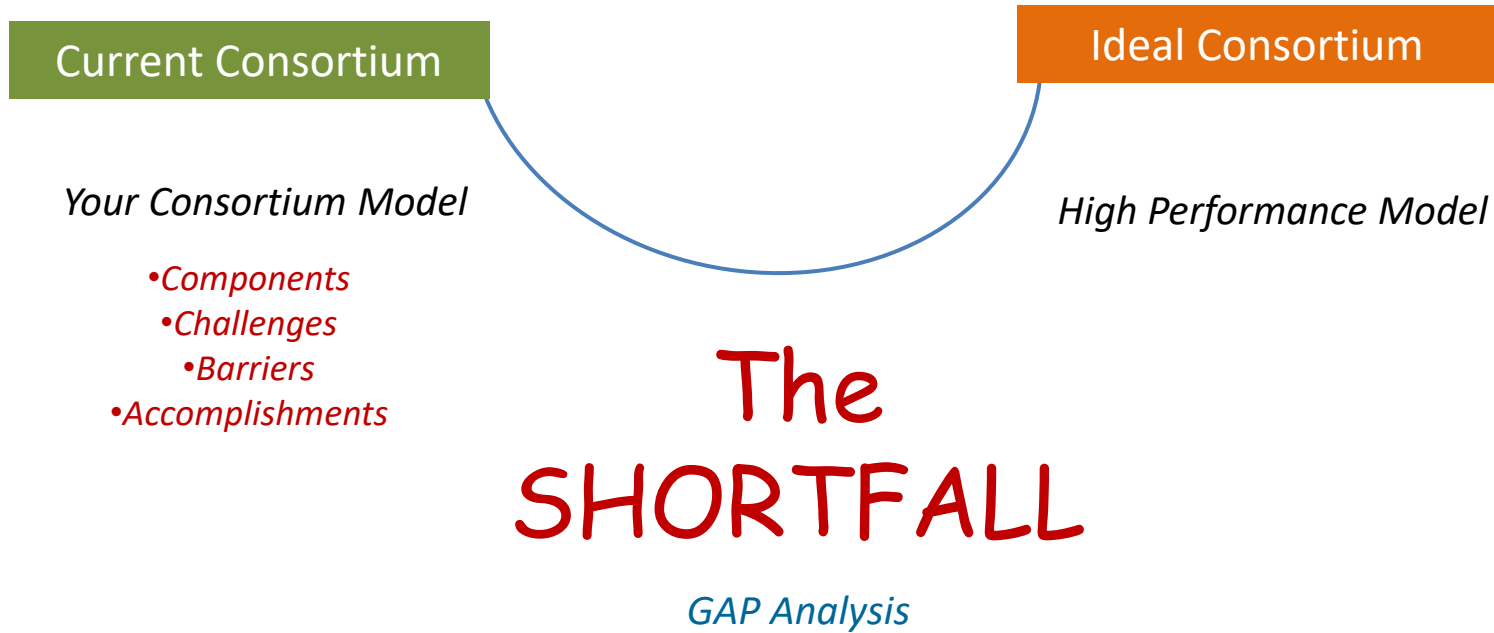 Current Consortium
Ideal Consortium
Your Consortium Model
•Components
•Challenges
•Barriers
•Accomplishments
High Performance Model
The
SHORTFALL
GAP Analysis